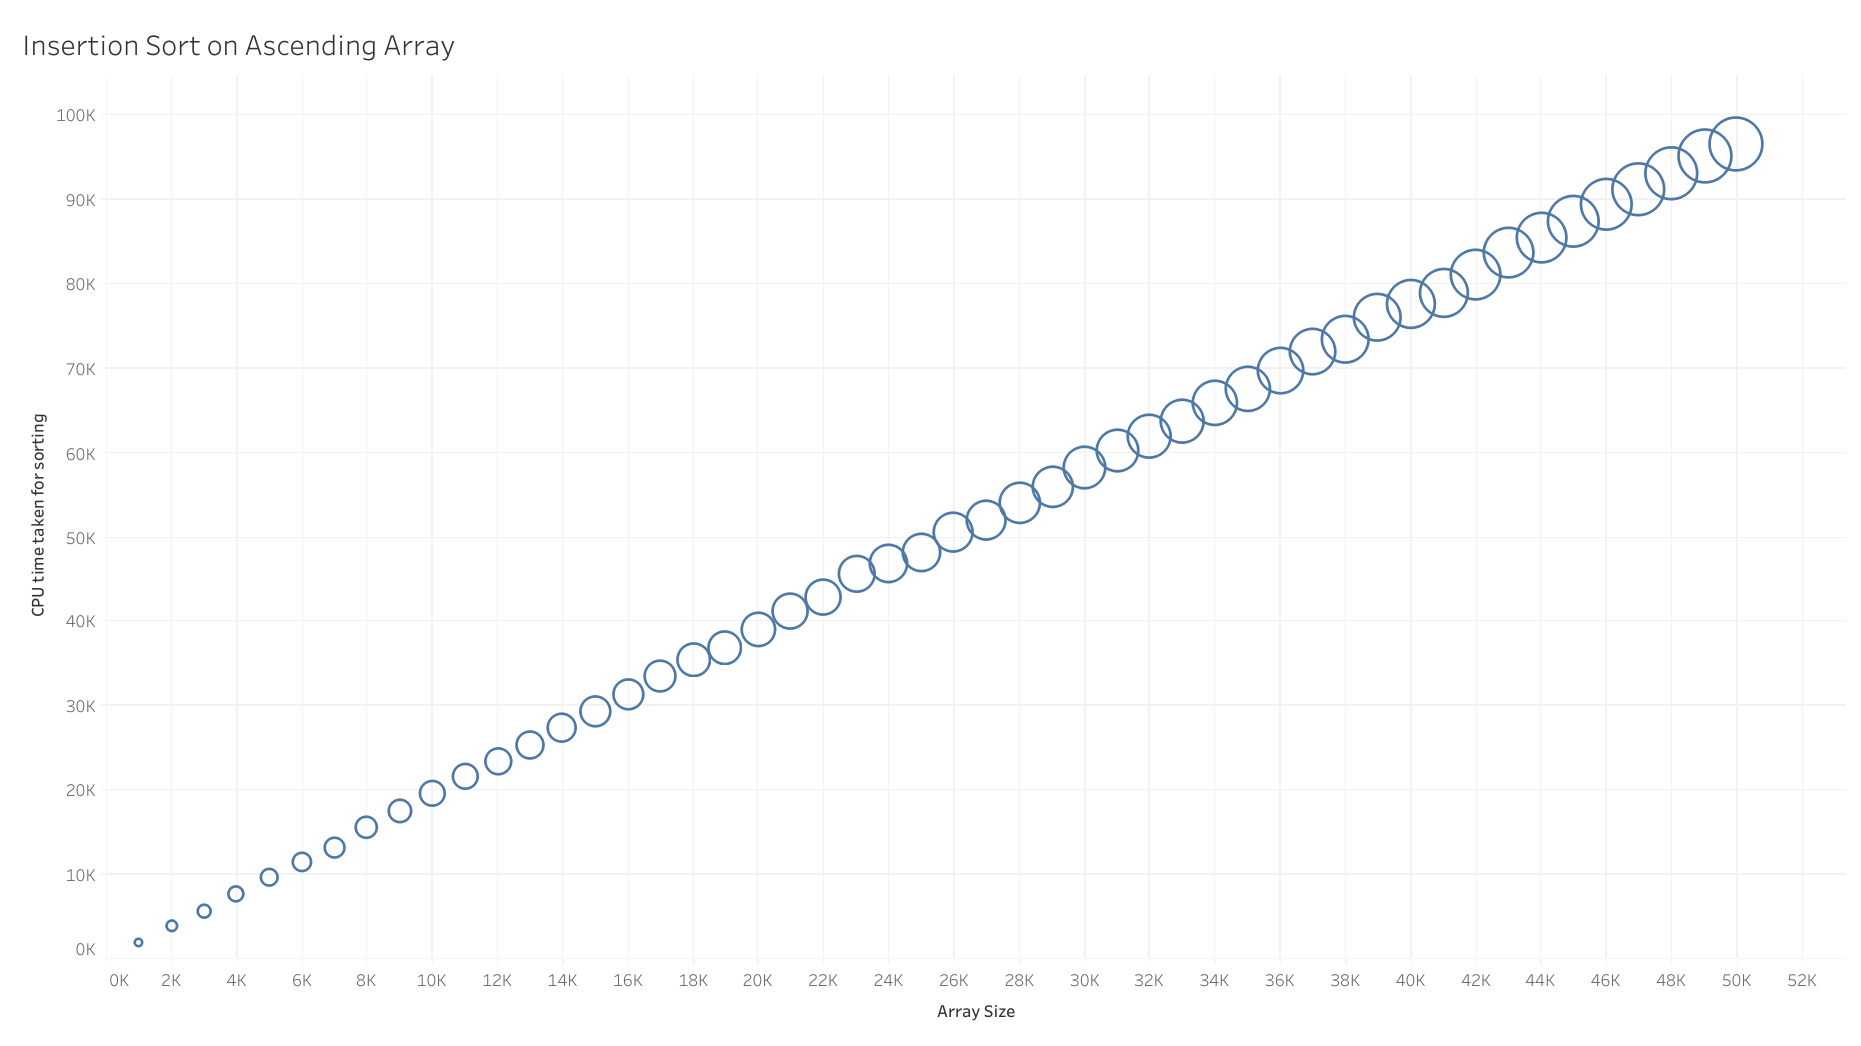 Insertion Sort on Ascending Array
100K
90K
80K
70K
60K
50K
40K
30K
20K
10K
0K
CPU time taken for sorting
0K 2K 4K 6K 8K 10K 12K 14K 16K 18K 20K 22K 24K 26K 28K 30K 32K 34K 36K 38K 40K 42K 44K 46K 48K 50K 52K
Array Size